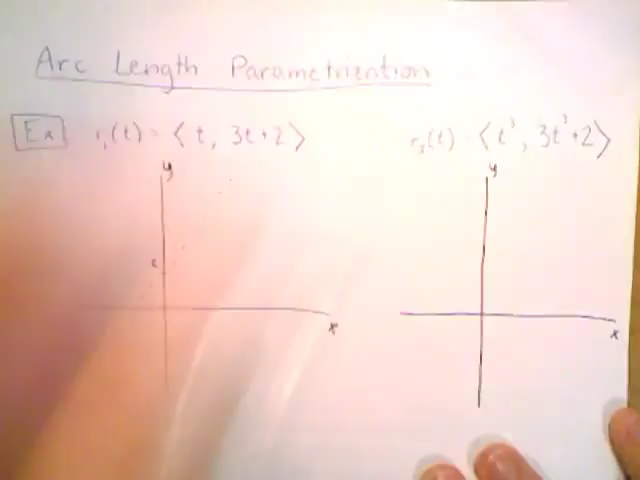 Arc Length Parametrization
Ex r₁(t) = ⟨ t, 3t+2 ⟩ r₂(t) = ⟨ t³, 3t³+2 ⟩
y y
x x